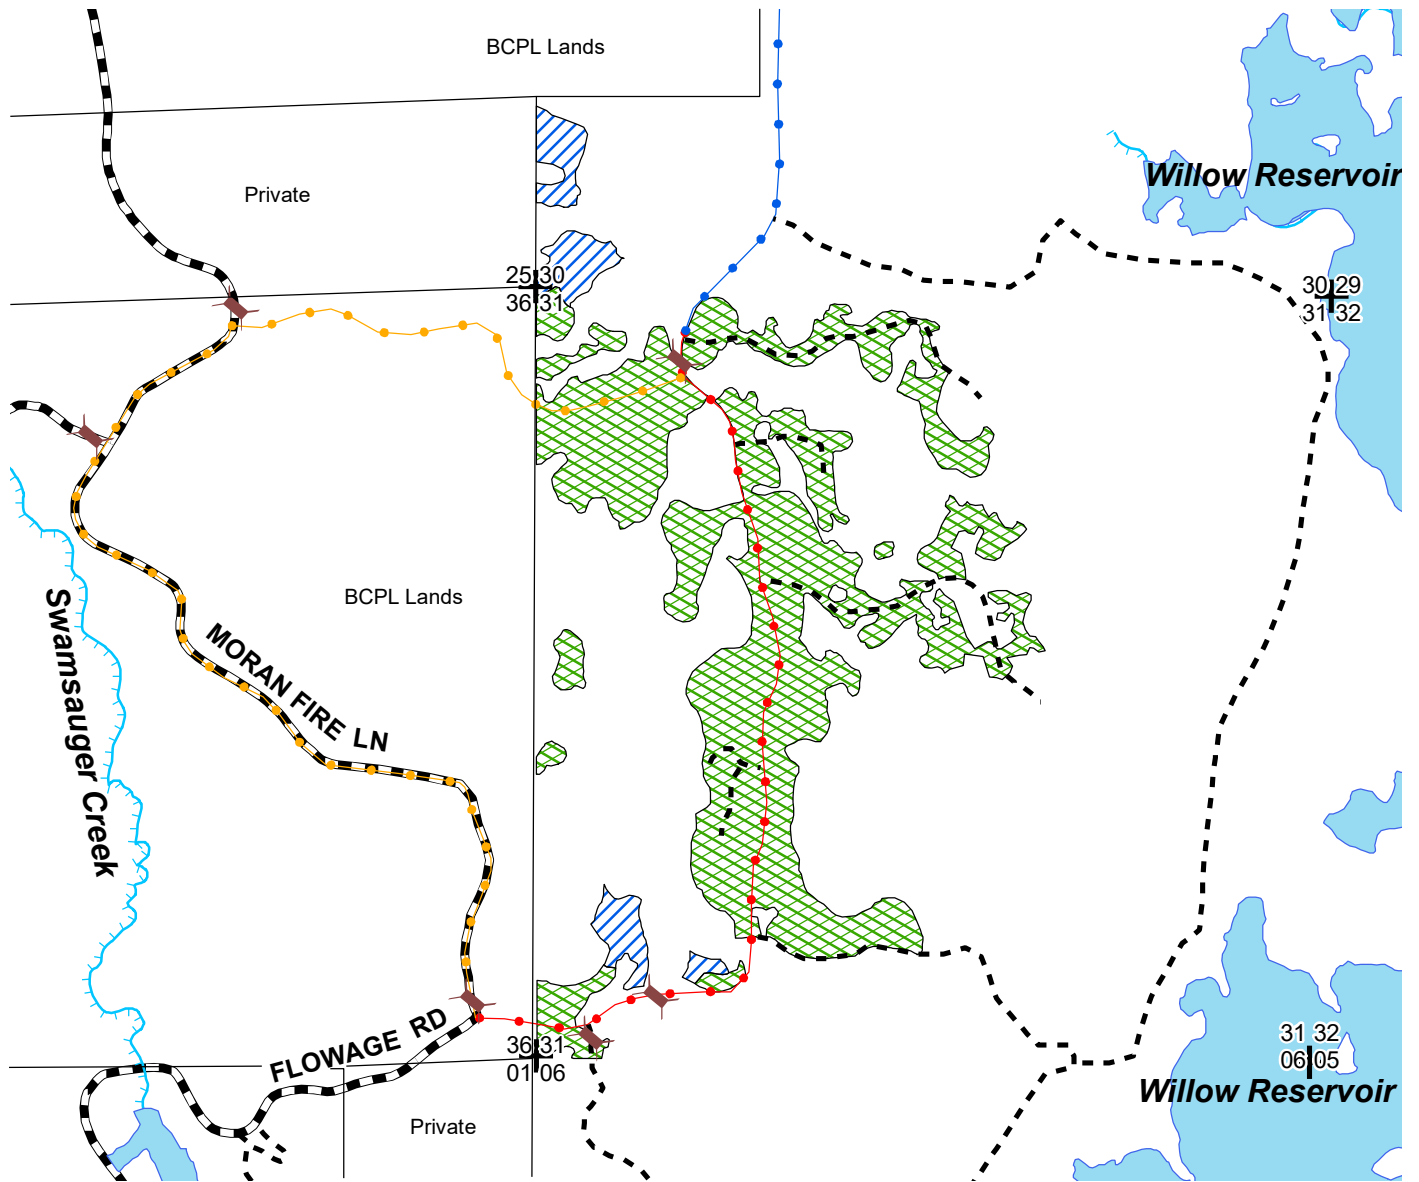 BCPL Lands
Willow Reservoir
Private
25 30
36 31
30 29
31 32
BCPL Lands
Swamsauger Creek
MORAN FIRE LN
FLOWAGE RD
36 31
01 06
31 32
06 05
Willow Reservoir
Private